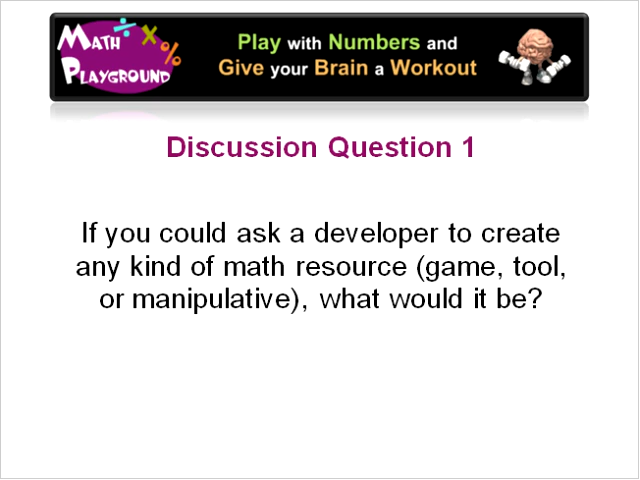 MATH
PLAYGROUND
Play with Numbers and
Give your Brain a Workout
Discussion Question 1
If you could ask a developer to create
any kind of math resource (game, tool,
or manipulative), what would it be?